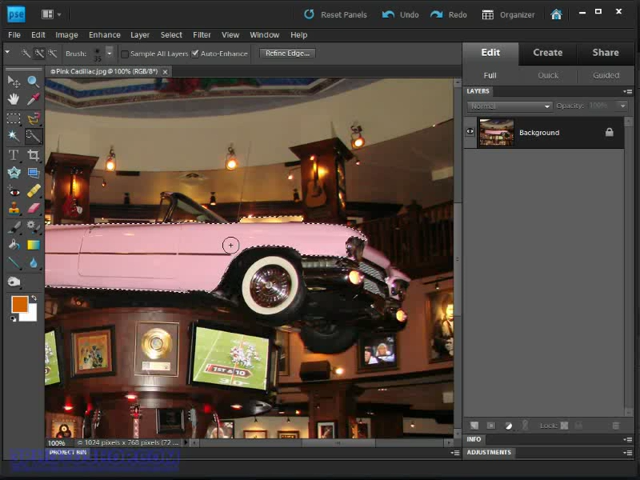 pse
Reset Panels Undo Redo Organizer
File Edit Image Enhance Layer Select Filter View Window Help
Brush: Sample All Layers Auto-Enhance Refine Edge...
Edit Create Share
Full Quick Guided
Pink Cadillac.jpg @ 100% (RGB/8*)
LAYERS
Normal Opacity: 100%
Background
1ST & 10
Lock:
100% 1024 pixels x 768 pixels (72 ...
INFO
PROJECT BIN
ADJUSTMENTS